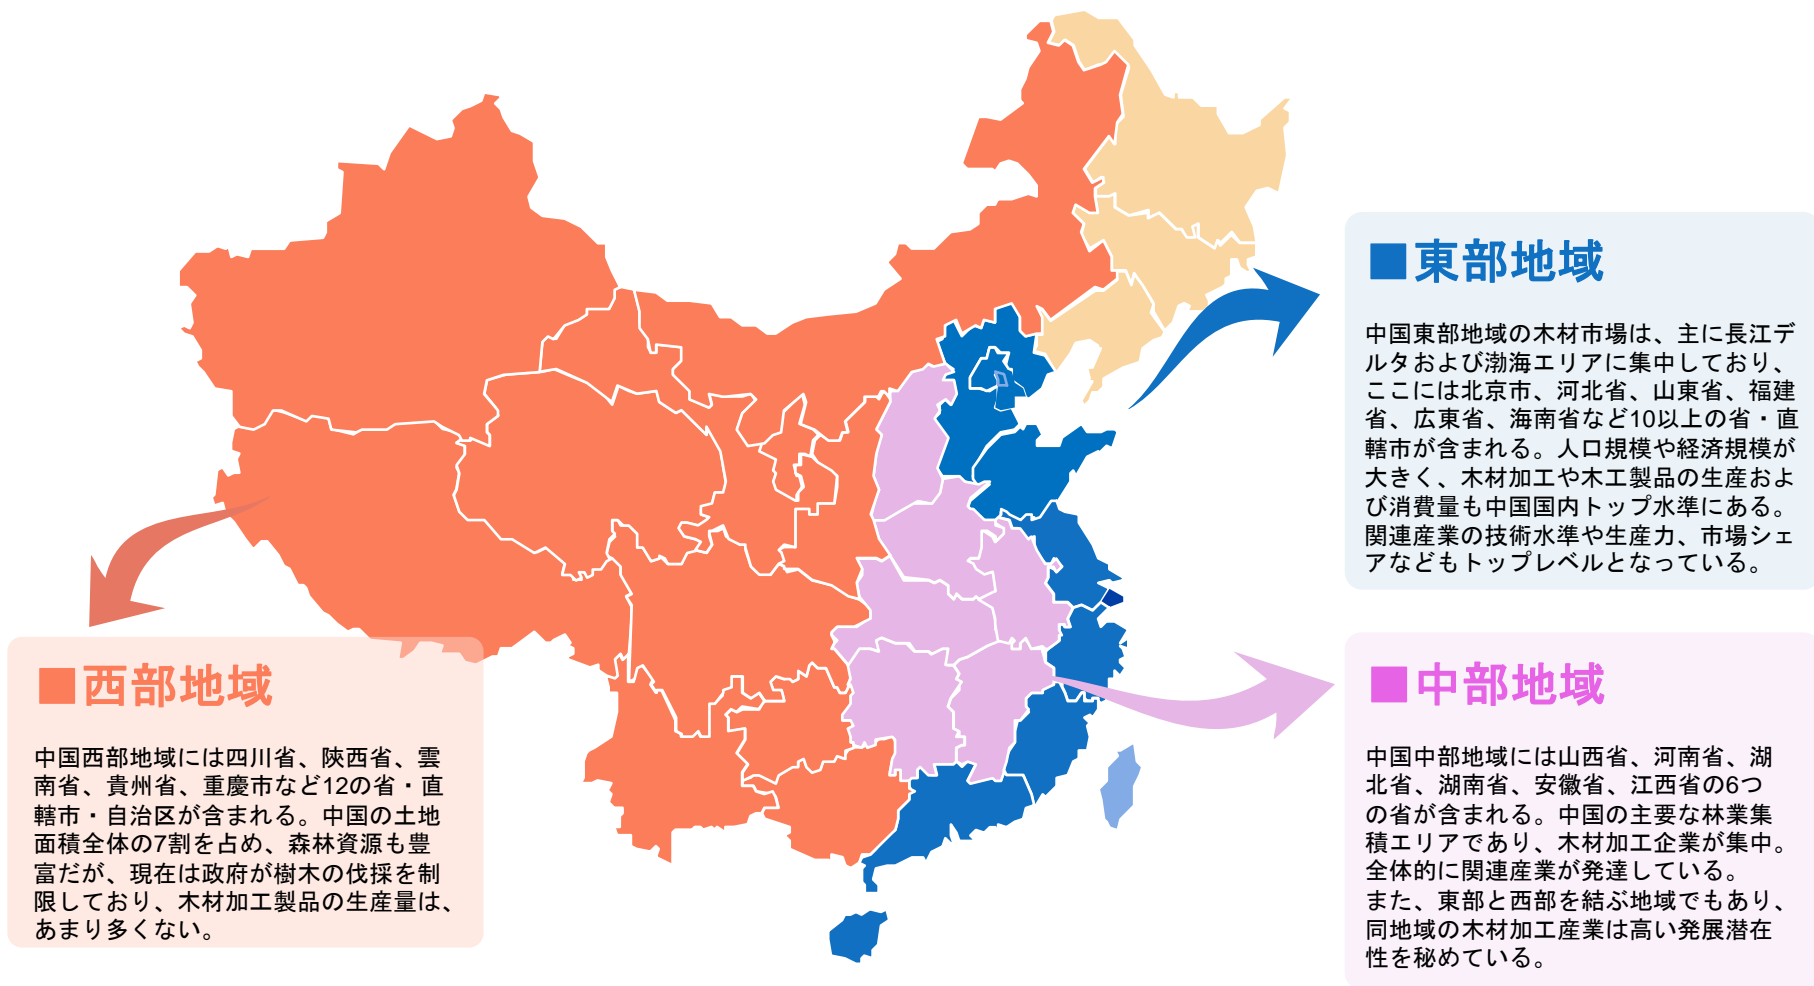 ■東部地域
中国東部地域の木材市場は、主に長江デ
ルタおよび渤海エリアに集中しており、
ここには北京市、河北省、山東省、福建
省、広東省、海南省など10以上の省・直
轄市が含まれる。人口規模や経済規模が
大きく、木材加工や木工製品の生産およ
び消費量も中国国内トップ水準にある。
関連産業の技術水準や生産力、市場シェ
アなどもトップレベルとなっている。
■西部地域
中国西部地域には四川省、陝西省、雲
南省、貴州省、重慶市など12の省・直
轄市・自治区が含まれる。中国の土地
面積全体の7割を占め、森林資源も豊
富だが、現在は政府が樹木の伐採を制
限しており、木材加工製品の生産量は、
あまり多くない。
■中部地域
中国中部地域には山西省、河南省、湖
北省、湖南省、安徽省、江西省の6つ
の省が含まれる。中国の主要な林業集
積エリアであり、木材加工企業が集中。
全体的に関連産業が発達している。
また、東部と西部を結ぶ地域でもあり、
同地域の木材加工産業は高い発展潜在
性を秘めている。